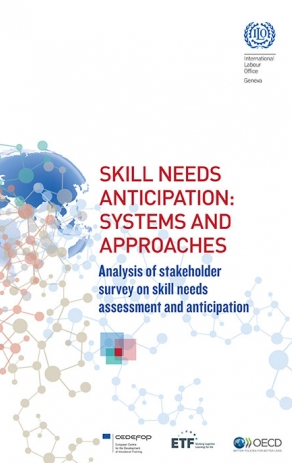 International
Labour
Office
Geneva
SKILL NEEDS
ANTICIPATION:
SYSTEMS AND
APPROACHES
Analysis of stakeholder
survey on skill needs
assessment and anticipation
CEDEFOP
European Centre
for the Development
of Vocational Training
ETF
Working together
Learning for life
OECD
BETTER POLICIES FOR BETTER LIVES